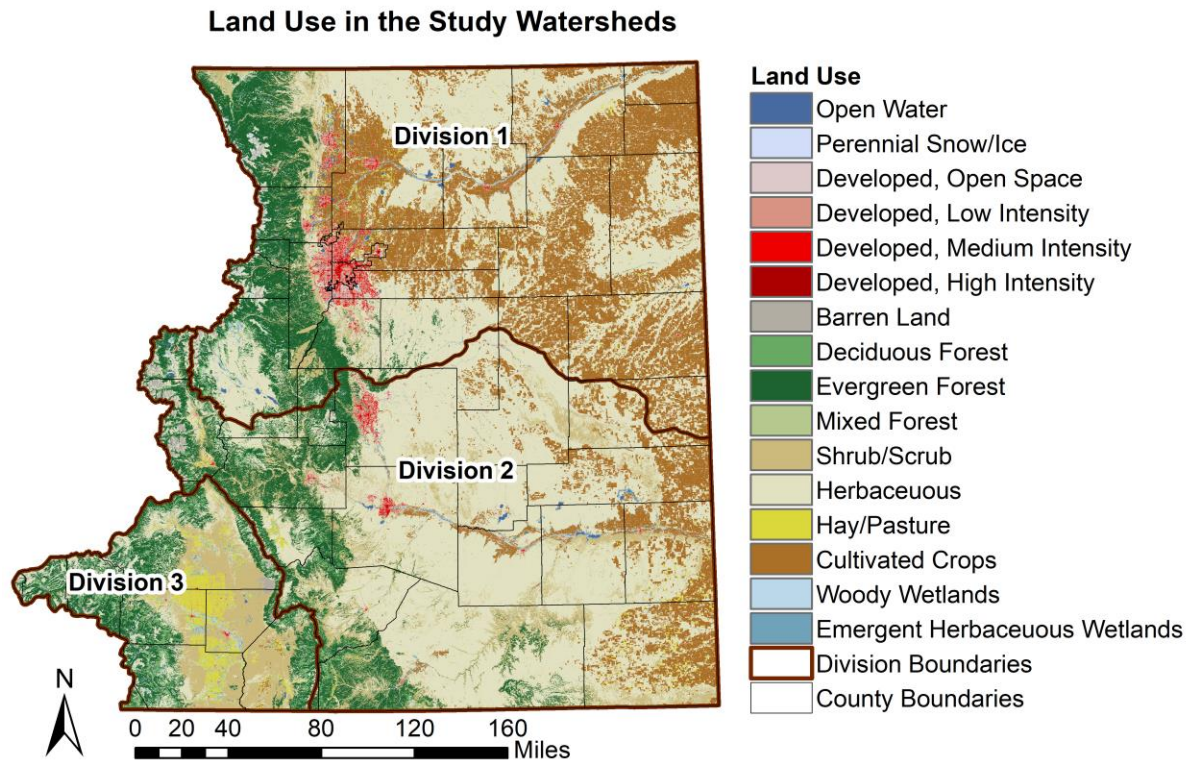 Land Use in the Study Watersheds
Division 1
Division 2
Division 3
N
0 20 40 80 120 160
Miles
Land Use
Open Water
Perennial Snow/Ice
Developed, Open Space
Developed, Low Intensity
Developed, Medium Intensity
Developed, High Intensity
Barren Land
Deciduous Forest
Evergreen Forest
Mixed Forest
Shrub/Scrub
Herbaceuous
Hay/Pasture
Cultivated Crops
Woody Wetlands
Emergent Herbaceuous Wetlands
Division Boundaries
County Boundaries